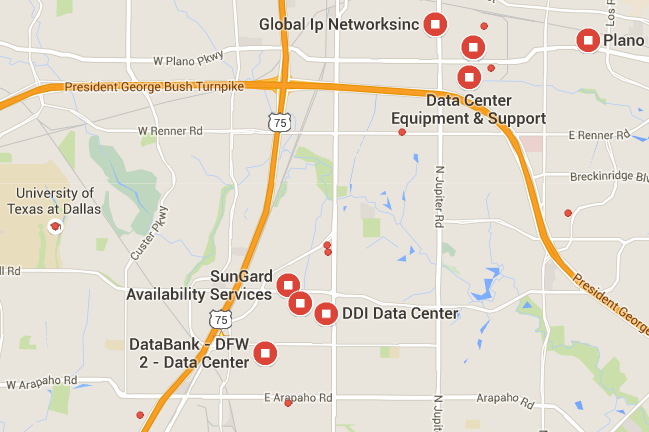 Global Ip Networksinc
Plano
Los R
W Plano Pkwy
President George Bush Turnpike
Data Center
Equipment & Support
75
W Renner Rd
E Renner Rd
N Jupiter Rd
Breckinridge Blv
University of
Texas at Dallas
Custer Pkwy
ll Rd
SunGard
Availability Services
President George
75
DDI Data Center
DataBank - DFW
2 - Data Center
W Arapaho Rd
E Arapaho Rd
Arapaho Rd
N Jupiter Rd